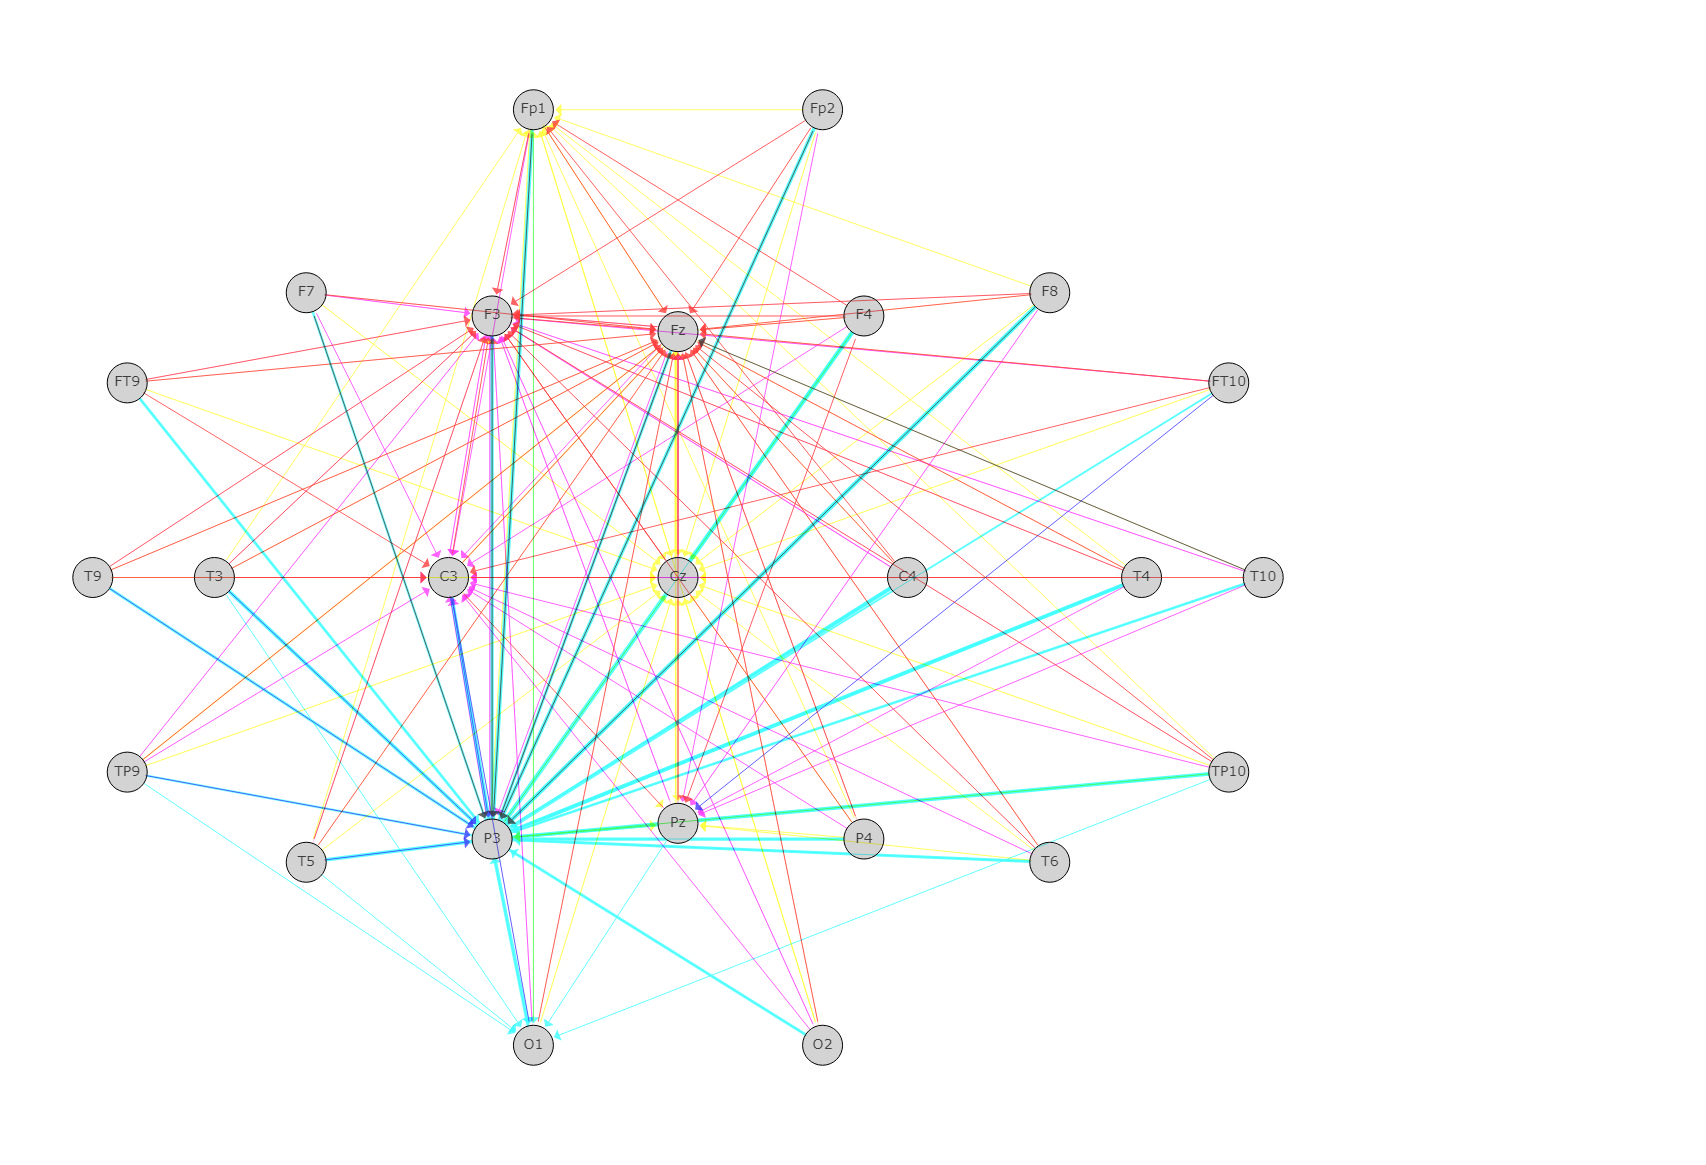 Fp1 Fp2
F7 F3 Fz F4 F8
FT9 FT10
T9 T3 C3 Cz C4 T4 T10
TP9 TP10
T5 P3 Pz P4 T6
O1 O2